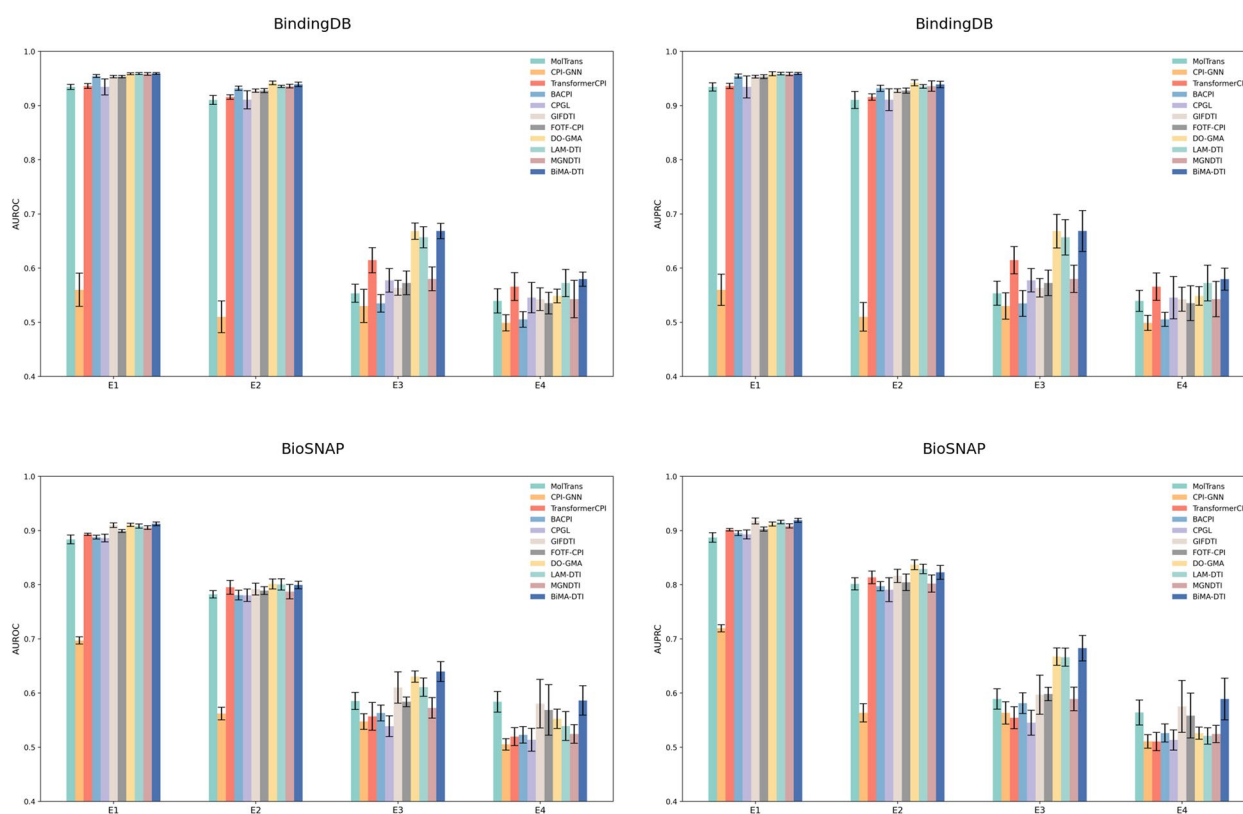 BindingDB
1.0
0.9
0.8
0.7
0.6
0.5
0.4
AUROC
E1
E2
E3
E4
MolTrans
CPI-GNN
TransformerCPI
BACPI
CPGL
GIFDTI
FOTF-CPI
DO-GMA
LAM-DTI
MGNDTI
BiMA-DTI
BindingDB
1.0
0.9
0.8
0.7
0.6
0.5
0.4
AUPRC
E1
E2
E3
E4
MolTrans
CPI-GNN
TransformerCP
BACPI
CPGL
GIFDTI
FOTF-CPI
DO-GMA
LAM-DTI
MGNDTI
BiMA-DTI
BioSNAP
1.0
0.9
0.8
0.7
0.6
0.5
0.4
AUROC
E1
E2
E3
E4
MolTrans
CPI-GNN
TransformerCPI
BACPI
CPGL
GIFDTI
FOTF-CPI
DO-GMA
LAM-DTI
MGNDTI
BiMA-DTI
BioSNAP
1.0
0.9
0.8
0.7
0.6
0.5
0.4
AUPRC
E1
E2
E3
E4
MolTrans
CPI-GNN
TransformerCP
BACPI
CPGL
GIFDTI
FOTF-CPI
DO-GMA
LAM-DTI
MGNDTI
BiMA-DTI